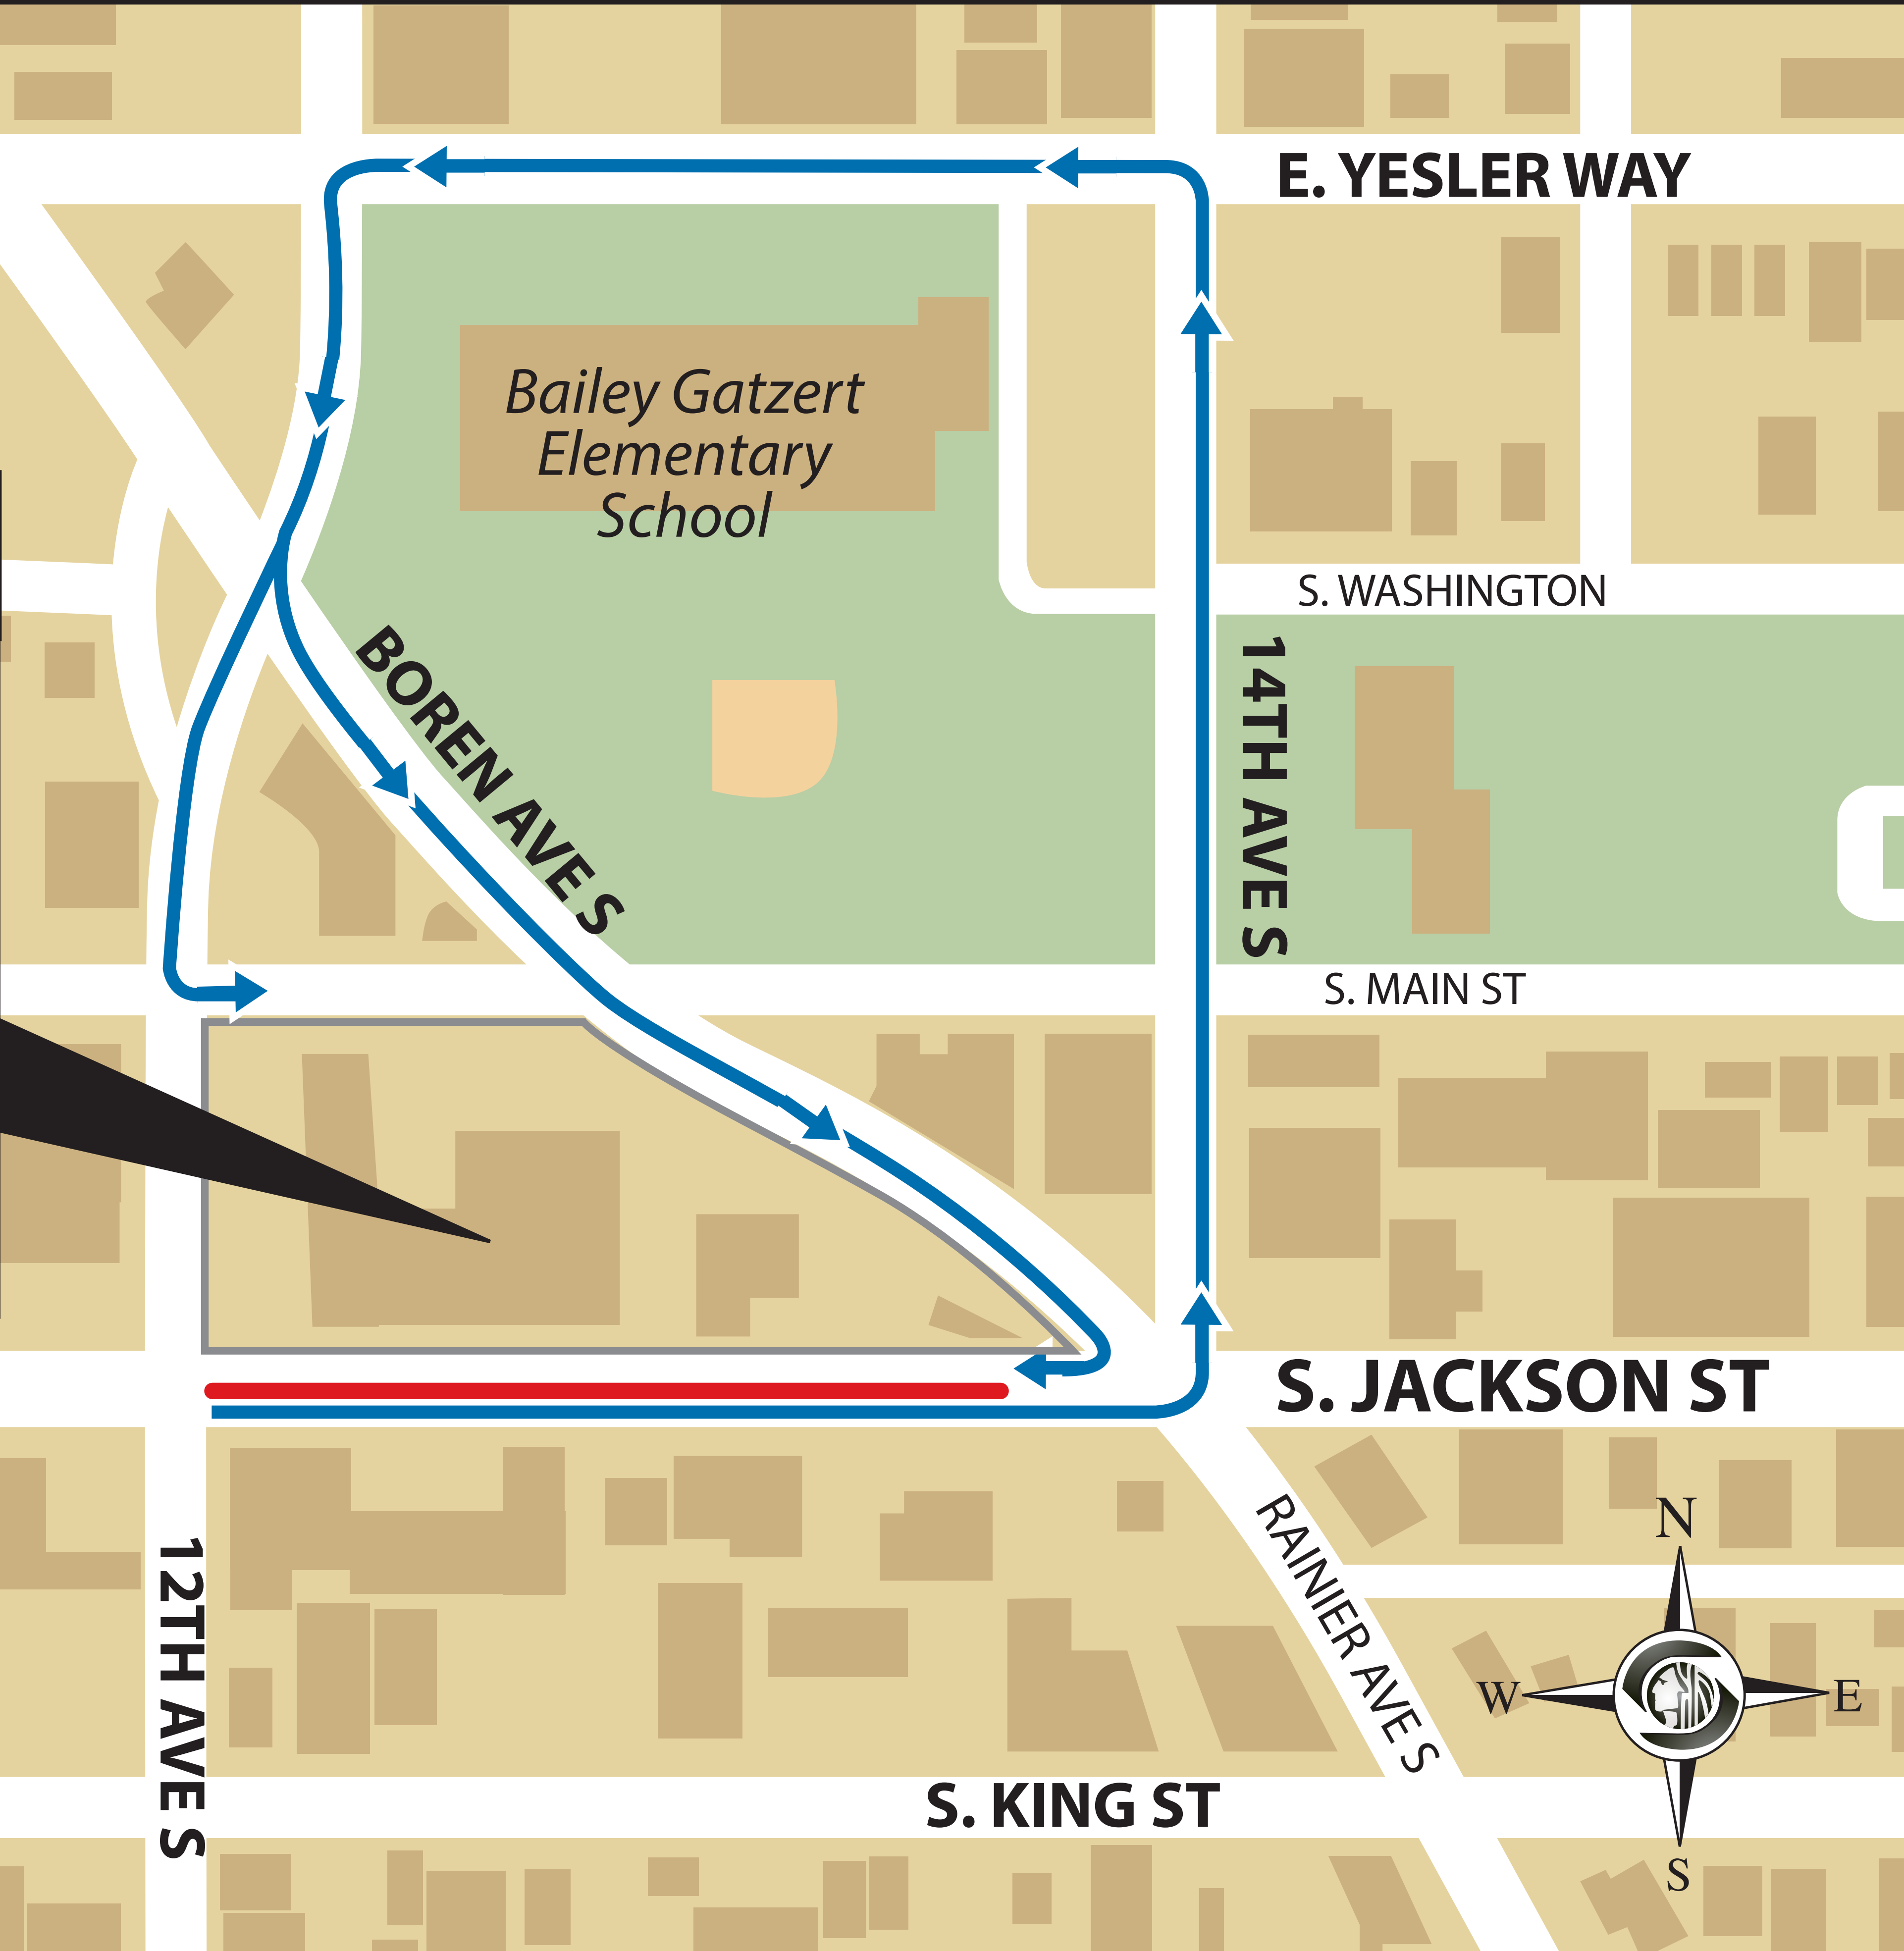 E. YESLER WAY
Bailey Gatzert
Elementary
School
S. WASHINGTON
BOREN AVE S
14TH AVE S
S. MAIN ST
S. JACKSON ST
RAINIER AVE S
12TH AVE S
N
W
E
S
S. KING ST